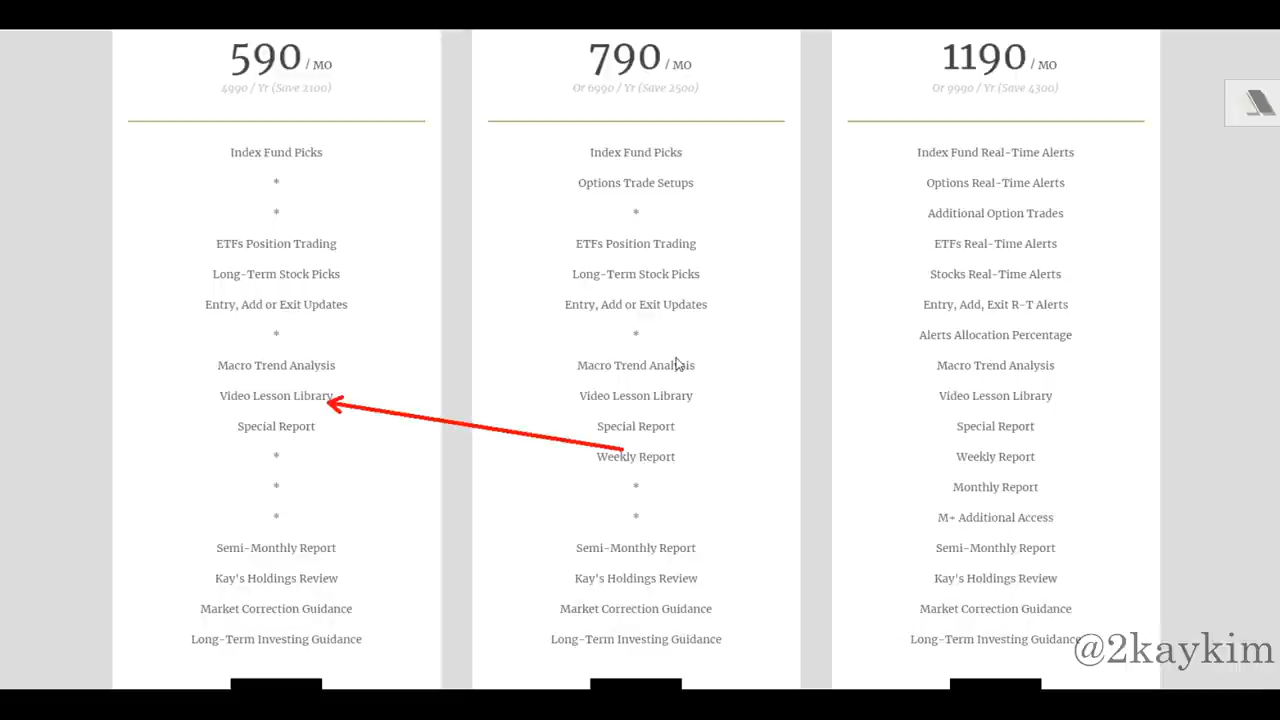 590 / MO
4990 / Yr (Save 2100)
Index Fund Picks
*
*
ETFs Position Trading
Long-Term Stock Picks
Entry, Add or Exit Updates
*
Macro Trend Analysis
Video Lesson Library
Special Report
*
*
*
Semi-Monthly Report
Kay's Holdings Review
Market Correction Guidance
Long-Term Investing Guidance
790 / MO
Or 6990 / Yr (Save 2500)
Index Fund Picks
Options Trade Setups
*
ETFs Position Trading
Long-Term Stock Picks
Entry, Add or Exit Updates
*
Macro Trend Analysis
Video Lesson Library
Special Report
Weekly Report
*
*
Semi-Monthly Report
Kay's Holdings Review
Market Correction Guidance
Long-Term Investing Guidance
1190 / MO
Or 9990 / Yr (Save 4300)
Index Fund Real-Time Alerts
Options Real-Time Alerts
Additional Option Trades
ETFs Real-Time Alerts
Stocks Real-Time Alerts
Entry, Add, Exit R-T Alerts
Alerts Allocation Percentage
Macro Trend Analysis
Video Lesson Library
Special Report
Weekly Report
Monthly Report
M+ Additional Access
Semi-Monthly Report
Kay's Holdings Review
Market Correction Guidance
Long-Term Investing Guidance
@2kaykim